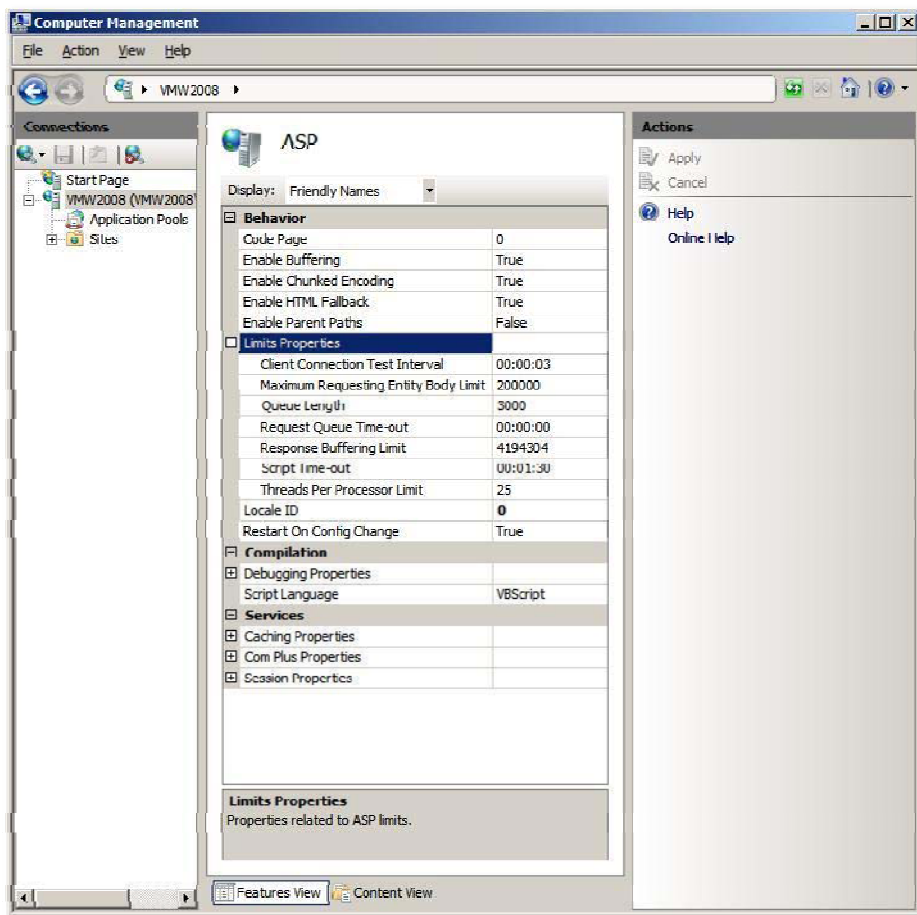 Computer Management
File Action View Help
VMW2008
Connections
Start Page
VMW2008 (VMW2008
Application Pools
Sites
ASP
Display: Friendly Names
Behavior
Code Page 0
Enable Buffering True
Enable Chunked Encoding True
Enable HTML Fallback True
Enable Parent Paths False
Limits Properties
Client Connection Test Interval 00:00:03
Maximum Requesting Entity Body Limit 200000
Queue Length 3000
Request Queue Time-out 00:00:00
Response Buffering Limit 4194304
Script Time-out 00:01:30
Threads Per Processor Limit 25
Locale ID 0
Restart On Config Change True
Compilation
Debugging Properties
Script Language VBScript
Services
Caching Properties
Com Plus Properties
Session Properties
Limits Properties
Properties related to ASP limits.
Features View Content View
Actions
Apply
Cancel
Help
Online Help